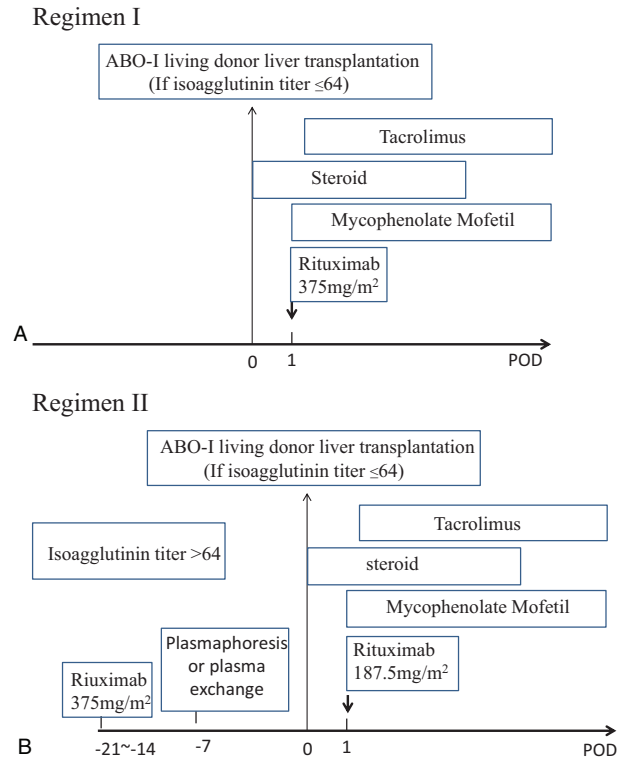 Regimen I
ABO-I living donor liver transplantation
(If isoagglutinin titer ≤64)
Tacrolimus
Steroid
Mycophenolate Mofetil
Rituximab
375mg/m²
A
0
1
POD
Regimen II
ABO-I living donor liver transplantation
(If isoagglutinin titer ≤64)
Tacrolimus
Isoagglutinin titer >64
steroid
Mycophenolate Mofetil
Plasmaphoresis
or plasma
exchange
Rituximab
187.5mg/m²
Riuximab
375mg/m²
B
-21~-14
-7
0
1
POD